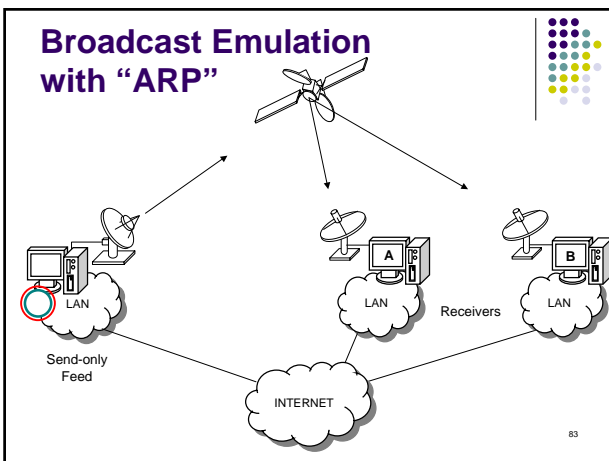 Broadcast Emulation
with “ARP”
A
B
LAN
LAN
LAN
Receivers
Send-only
Feed
INTERNET
83